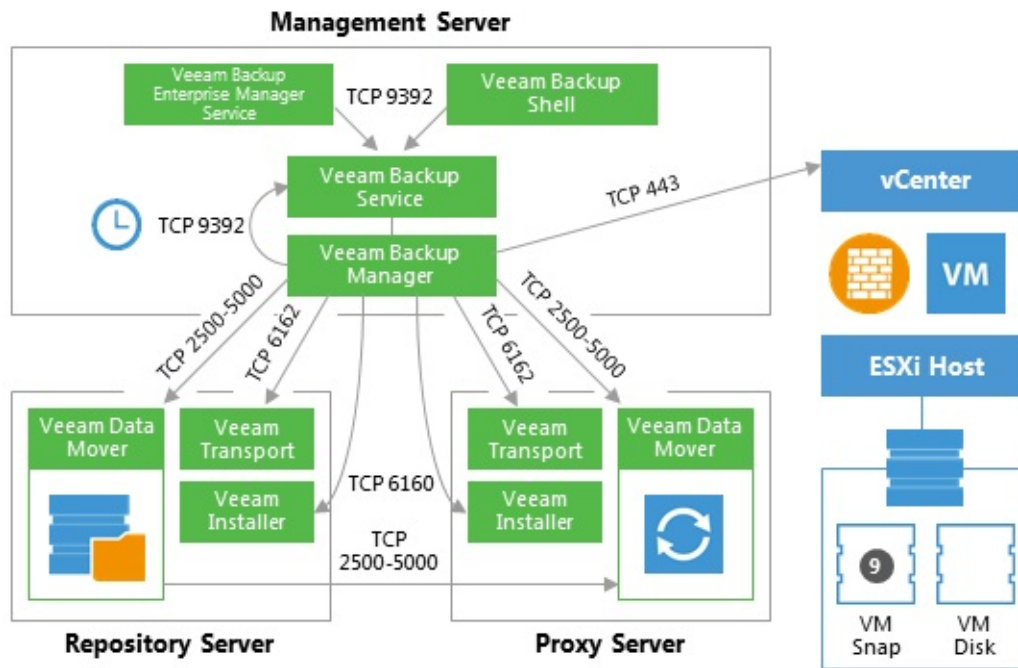 Management Server
Veeam Backup
Enterprise Manager
Service
TCP 9392
Veeam Backup
Shell
Veeam Backup
Service
TCP 443
vCenter
TCP 9392
Veeam Backup
Manager
VM
TCP 2500-5000
TCP 6162
TCP 6162
TCP 2500-5000
ESXi Host
Veeam Data
Mover
Veeam
Transport
Veeam
Installer
TCP 6160
TCP
2500-5000
Veeam
Transport
Veeam
Installer
Veeam Data
Mover
9
VM
Snap
VM
Disk
Repository Server
Proxy Server